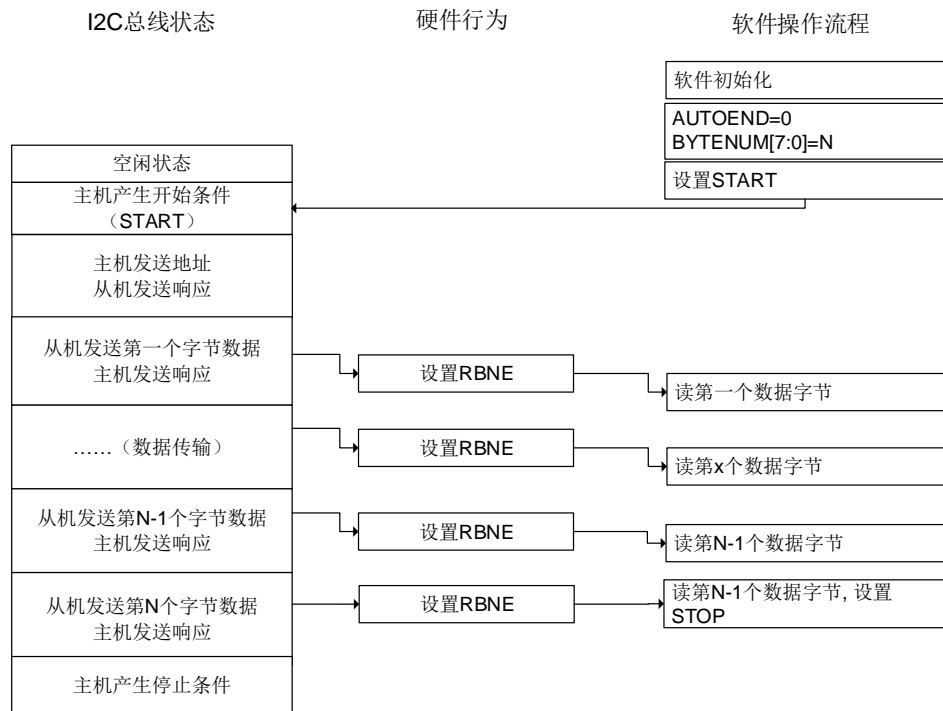 I2C总线状态
硬件行为
软件操作流程
软件初始化
AUTOEND=0
BYTENUM[7:0]=N
设置START
空闲状态
主机产生开始条件
（START）
主机发送地址
从机发送响应
从机发送第一个字节数据
主机发送响应
设置RBNE
读第一个数据字节
……（数据传输）
设置RBNE
读第x个数据字节
从机发送第N-1个字节数据
主机发送响应
设置RBNE
读第N-1个数据字节
从机发送第N个字节数据
主机发送响应
设置RBNE
读第N-1个数据字节, 设置
STOP
主机产生停止条件